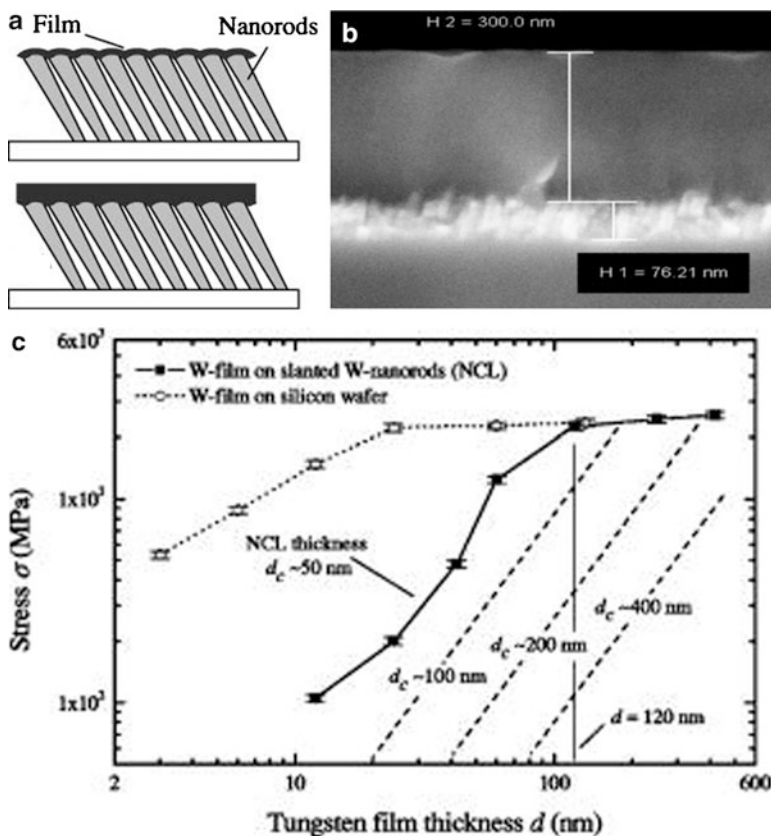 a
Film
Nanorods
b
H 2 = 300.0 nm
H 1 = 76.21 nm
c
6x10³
1x10³
1x10³
Stress σ (MPa)
W-film on slanted W-nanorods (NCL)
W-film on silicon wafer
NCL thickness
d_c ~50 nm
d_c ~100 nm
d_c ~200 nm
d_c ~400 nm
d = 120 nm
2
10
100
600
Tungsten film thickness d (nm)